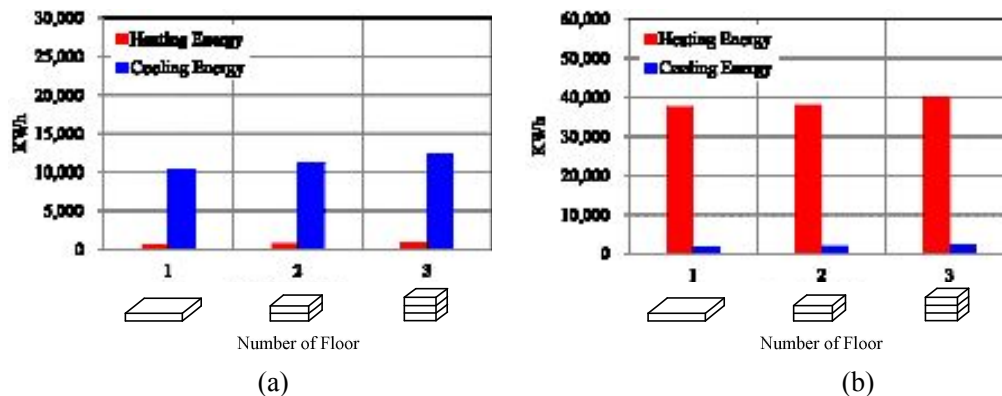 30,000
25,000
20,000
15,000
10,000
5,000
0
KWh
Heating Energy
Cooling Energy
1 2 3
Number of Floor
(a)
60,000
50,000
40,000
30,000
20,000
10,000
0
KWh
Heating Energy
Cooling Energy
1 2 3
Number of Floor
(b)